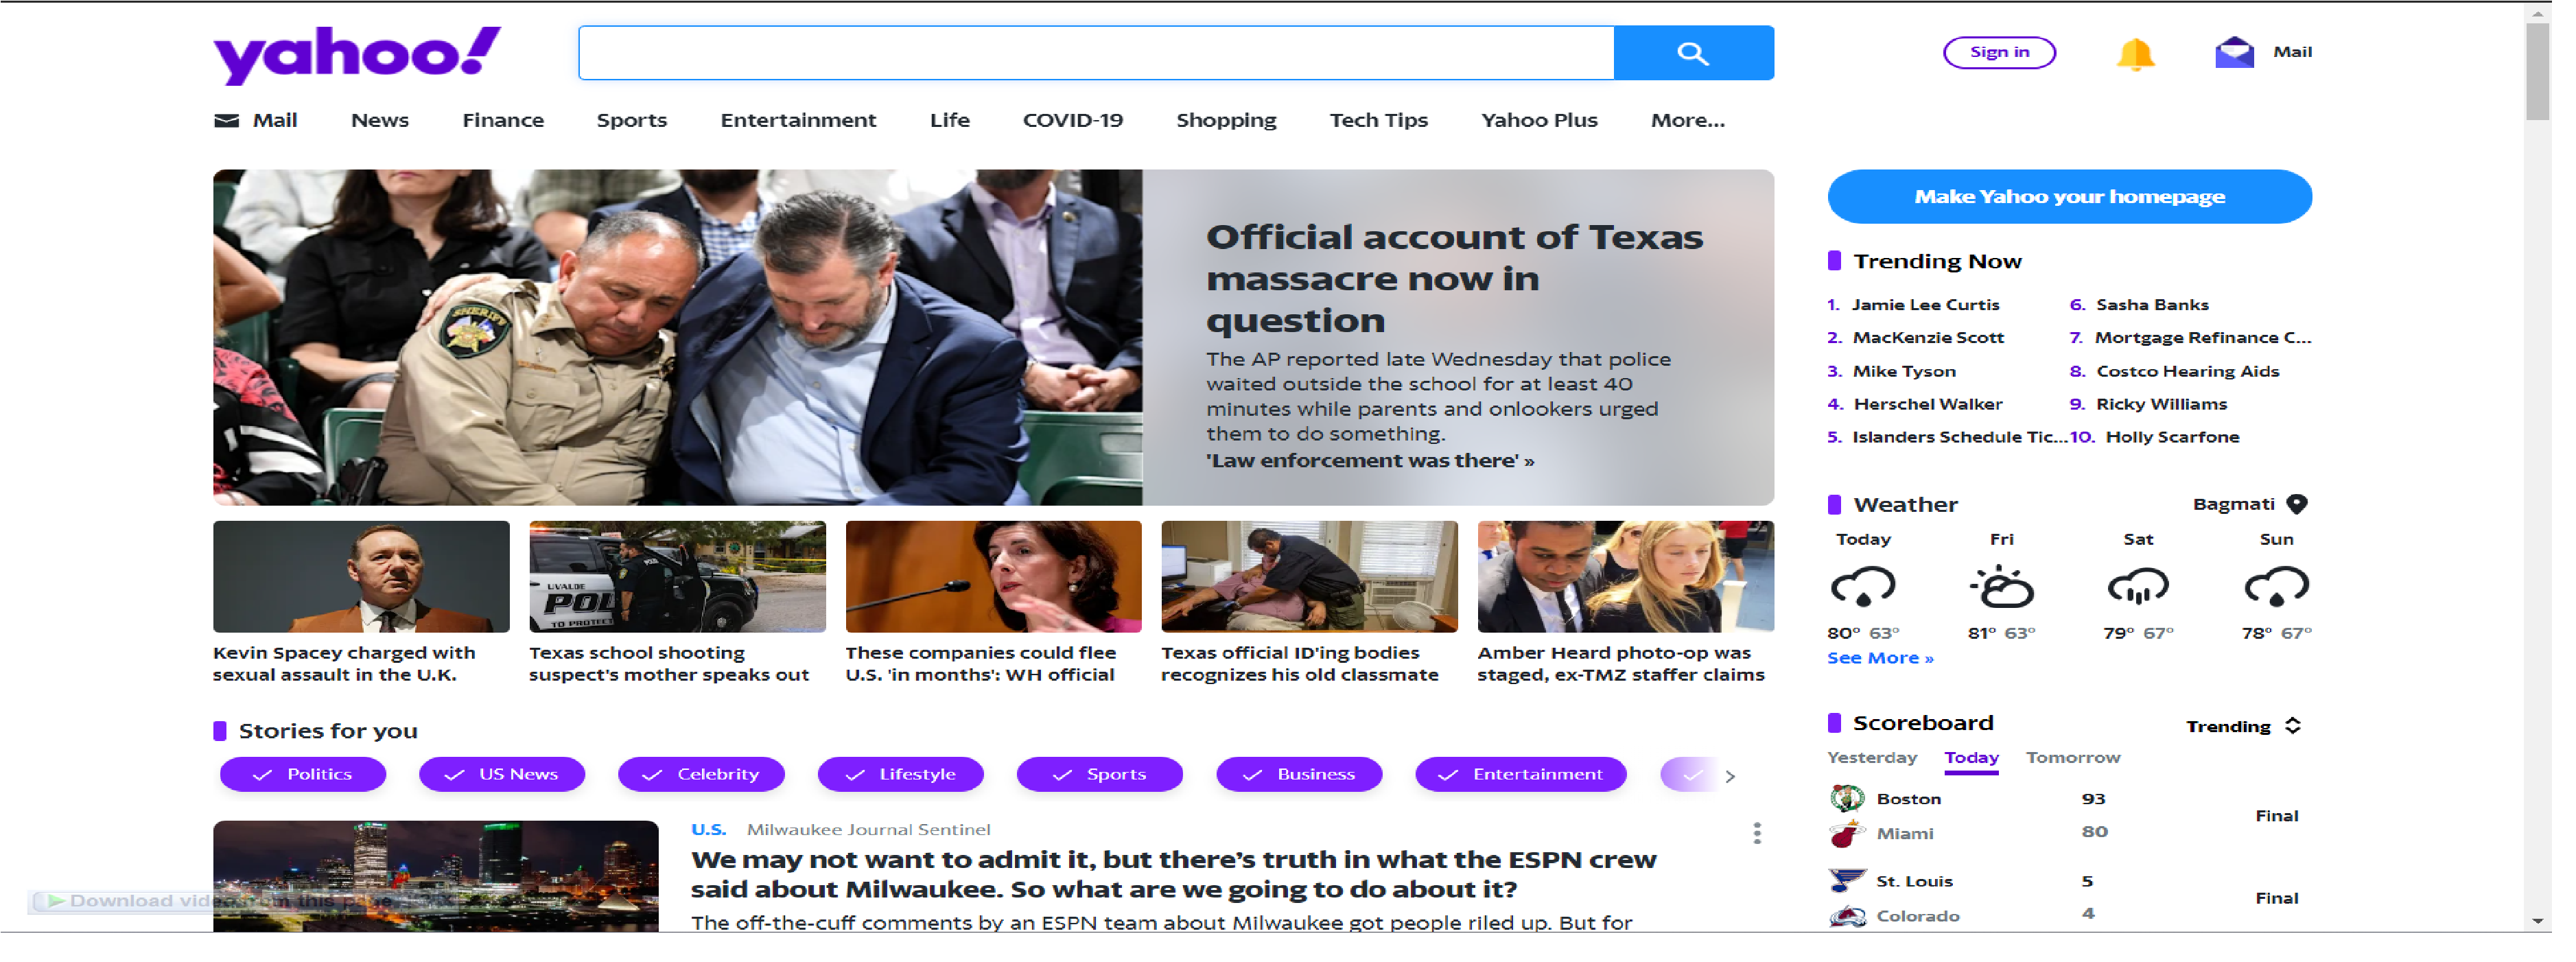 yahoo!
Sign in
Mail
Mail News Finance Sports Entertainment Life COVID-19 Shopping Tech Tips Yahoo Plus More...
SHERIFF
Official account of Texas
massacre now in
question
The AP reported late Wednesday that police
waited outside the school for at least 40
minutes while parents and onlookers urged
them to do something.
'Law enforcement was there' »
UVALDE
POL
TO PROTECT
POLICE
Kevin Spacey charged with
sexual assault in the U.K.
Texas school shooting
suspect's mother speaks out
These companies could flee
U.S. 'in months': WH official
Texas official ID'ing bodies
recognizes his old classmate
Amber Heard photo-op was
staged, ex-TMZ staffer claims
Stories for you
Politics US News Celebrity Lifestyle Sports Business Entertainment
U.S. Milwaukee Journal Sentinel
We may not want to admit it, but there's truth in what the ESPN crew
said about Milwaukee. So what are we going to do about it?
The off-the-cuff comments by an ESPN team about Milwaukee got people riled up. But for
Download video from this page
Make Yahoo your homepage
Trending Now
1. Jamie Lee Curtis
2. MacKenzie Scott
3. Mike Tyson
4. Herschel Walker
5. Islanders Schedule Tic...
6. Sasha Banks
7. Mortgage Refinance C...
8. Costco Hearing Aids
9. Ricky Williams
10. Holly Scarfone
Weather Bagmati
Today Fri Sat Sun
80° 63° 81° 63° 79° 67° 78° 67°
See More »
Scoreboard Trending
Yesterday Today Tomorrow
Boston 93
Final
Miami 80
St. Louis 5
Final
Colorado 4